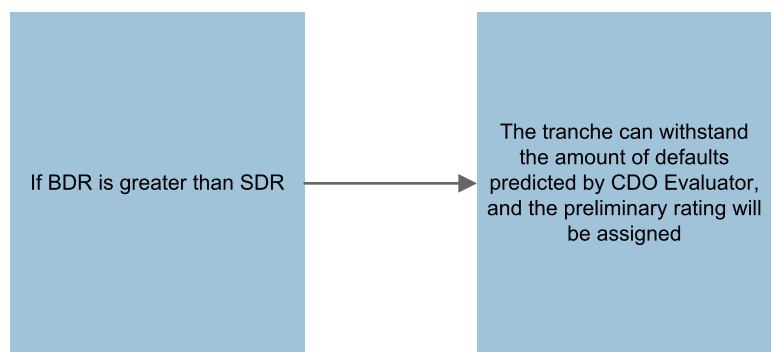 If BDR is greater than SDR
The tranche can withstand
the amount of defaults
predicted by CDO Evaluator,
and the preliminary rating will
be assigned